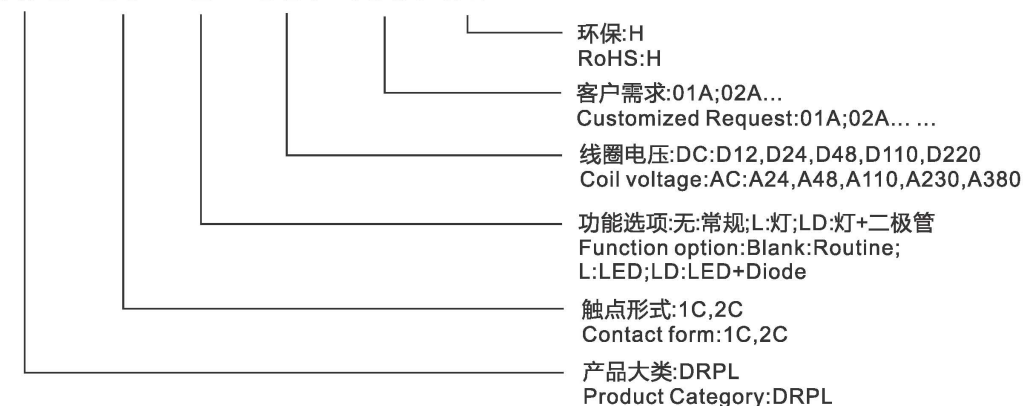 环保:H
RoHS:H
客户需求:01A;02A...
Customized Request:01A;02A... ...
线圈电压:DC:D12,D24,D48,D110,D220
Coil voltage:AC:A24,A48,A110,A230,A380
功能选项:无:常规;L:灯;LD:灯+二极管
Function option:Blank:Routine;
L:LED;LD:LED+Diode
触点形式:1C,2C
Contact form:1C,2C
产品大类:DRPL
Product Category:DRPL